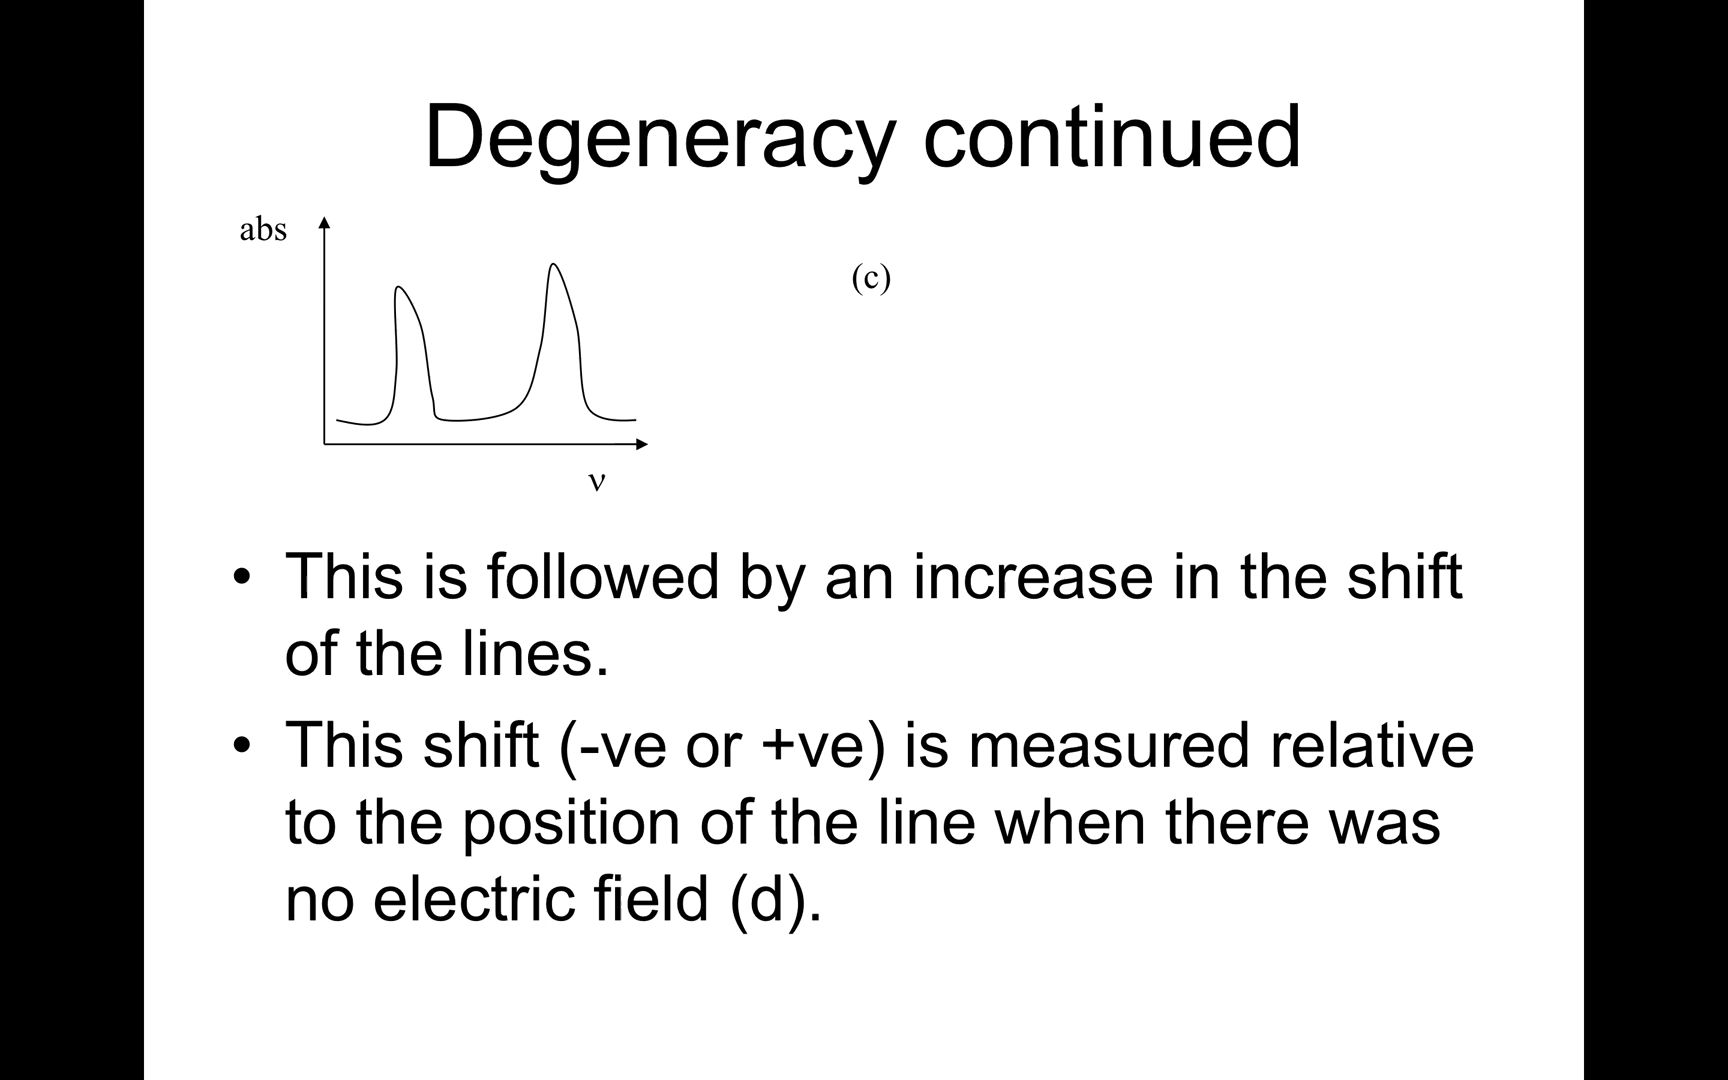 Degeneracy continued
abs
(c)
ν
• This is followed by an increase in the shift
of the lines.
• This shift (-ve or +ve) is measured relative
to the position of the line when there was
no electric field (d).